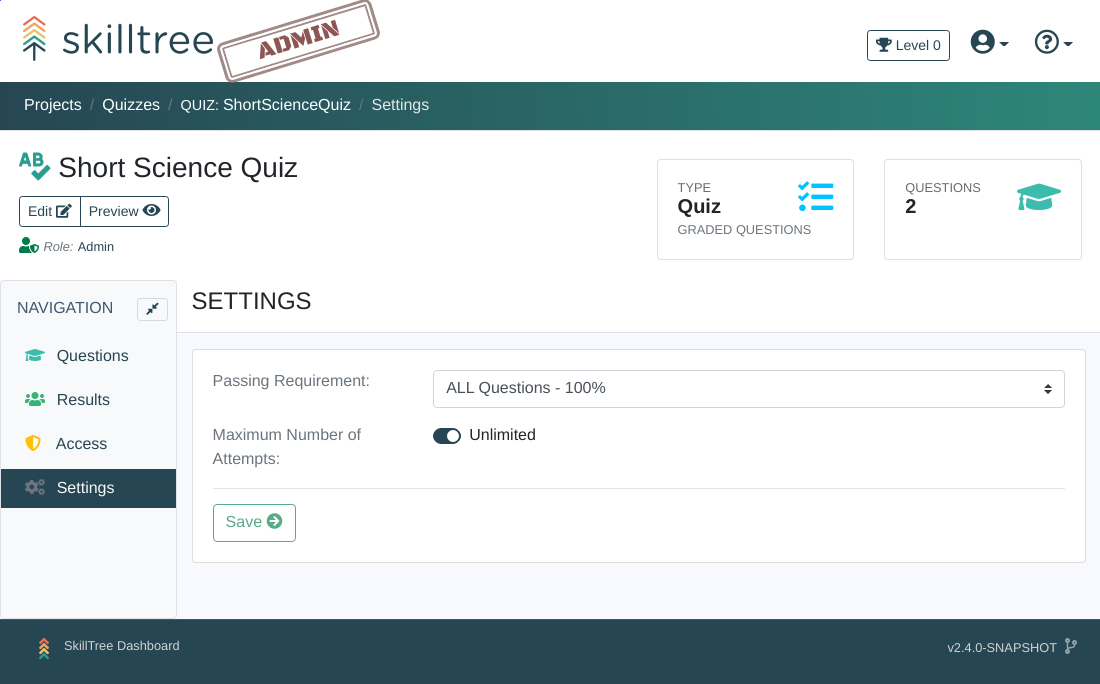 skilltree
ADMIN
Level 0
Projects / Quizzes / QUIZ: ShortScienceQuiz / Settings
AB
Short Science Quiz
Edit
Preview
Role: Admin
TYPE
Quiz
GRADED QUESTIONS
QUESTIONS
2
NAVIGATION
Questions
Results
Access
Settings
SETTINGS
Passing Requirement:
ALL Questions - 100%
Maximum Number of
Attempts:
Unlimited
Save
SkillTree Dashboard
v2.4.0-SNAPSHOT